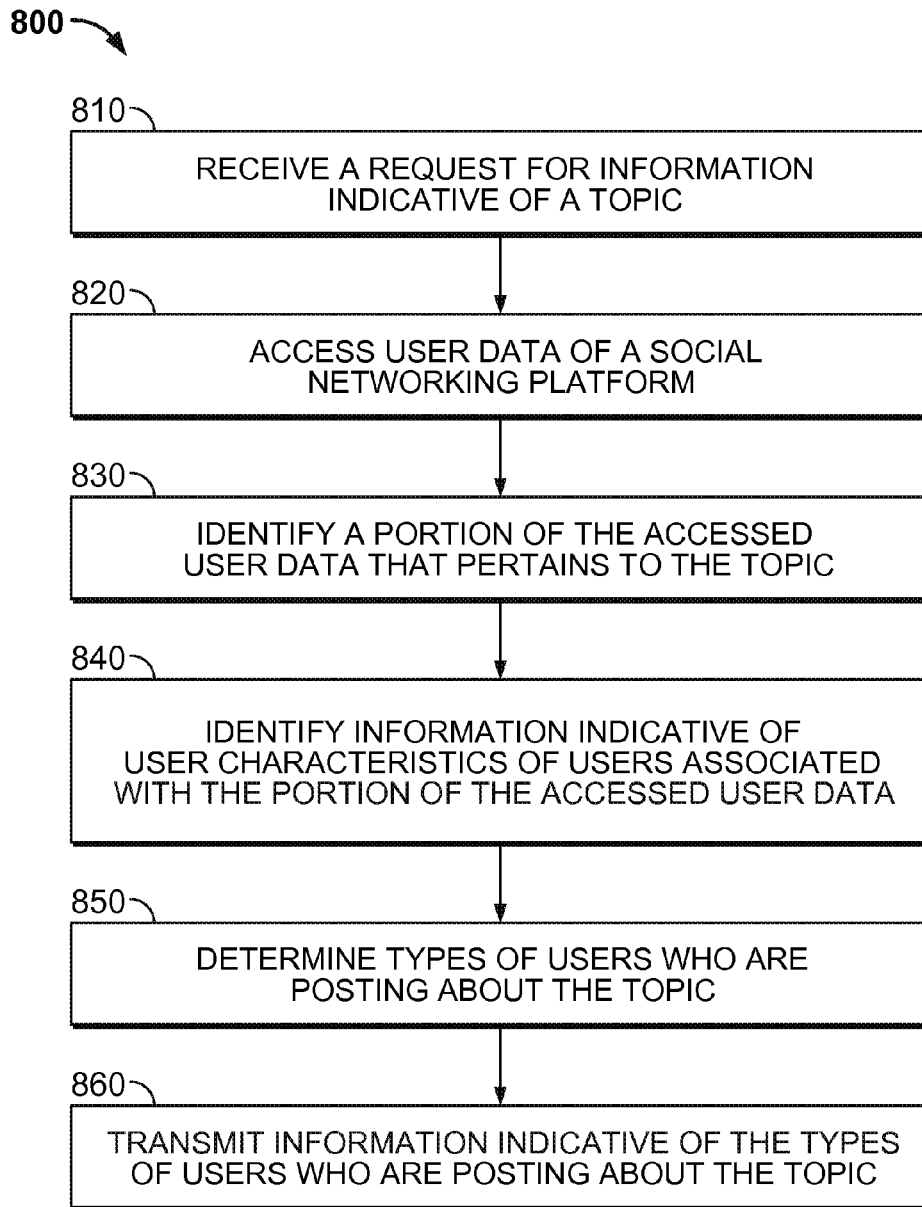 800
810
RECEIVE A REQUEST FOR INFORMATION
INDICATIVE OF A TOPIC
820
ACCESS USER DATA OF A SOCIAL
NETWORKING PLATFORM
830
IDENTIFY A PORTION OF THE ACCESSED
USER DATA THAT PERTAINS TO THE TOPIC
840
IDENTIFY INFORMATION INDICATIVE OF
USER CHARACTERISTICS OF USERS ASSOCIATED
WITH THE PORTION OF THE ACCESSED USER DATA
850
DETERMINE TYPES OF USERS WHO ARE
POSTING ABOUT THE TOPIC
860
TRANSMIT INFORMATION INDICATIVE OF THE TYPES
OF USERS WHO ARE POSTING ABOUT THE TOPIC